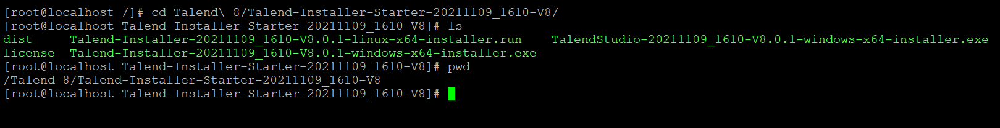 [root@localhost /]# cd Talend\ 8/Talend-Installer-Starter-20211109_1610-V8/
[root@localhost Talend-Installer-Starter-20211109_1610-V8]# ls
dist     Talend-Installer-20211109_1610-V8.0.1-linux-x64-installer.run    TalendStudio-20211109_1610-V8.0.1-windows-x64-installer.exe
license  Talend-Installer-20211109_1610-V8.0.1-windows-x64-installer.exe
[root@localhost Talend-Installer-Starter-20211109_1610-V8]# pwd
/Talend 8/Talend-Installer-Starter-20211109_1610-V8
[root@localhost Talend-Installer-Starter-20211109_1610-V8]#